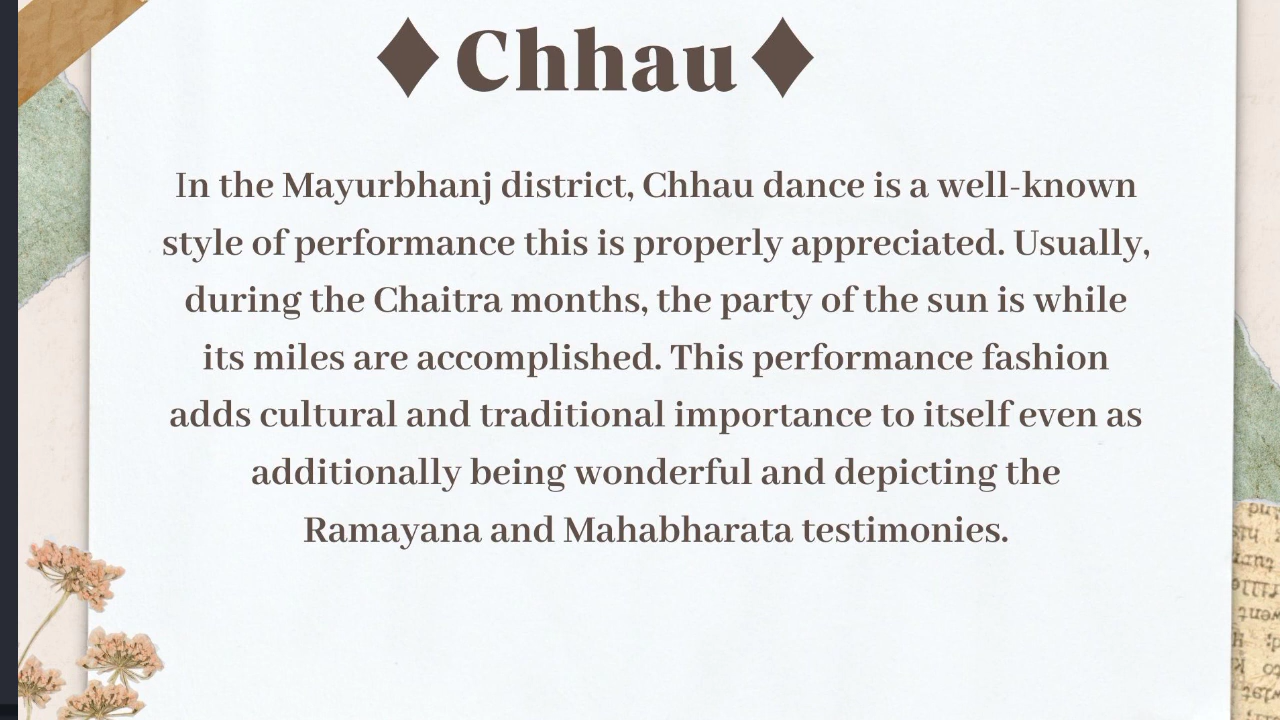 ♦Chhau♦
In the Mayurbhanj district, Chhau dance is a well-known
style of performance this is properly appreciated. Usually,
during the Chaitra months, the party of the sun is while
its miles are accomplished. This performance fashion
adds cultural and traditional importance to itself even as
additionally being wonderful and depicting the
Ramayana and Mahabharata testimonies.